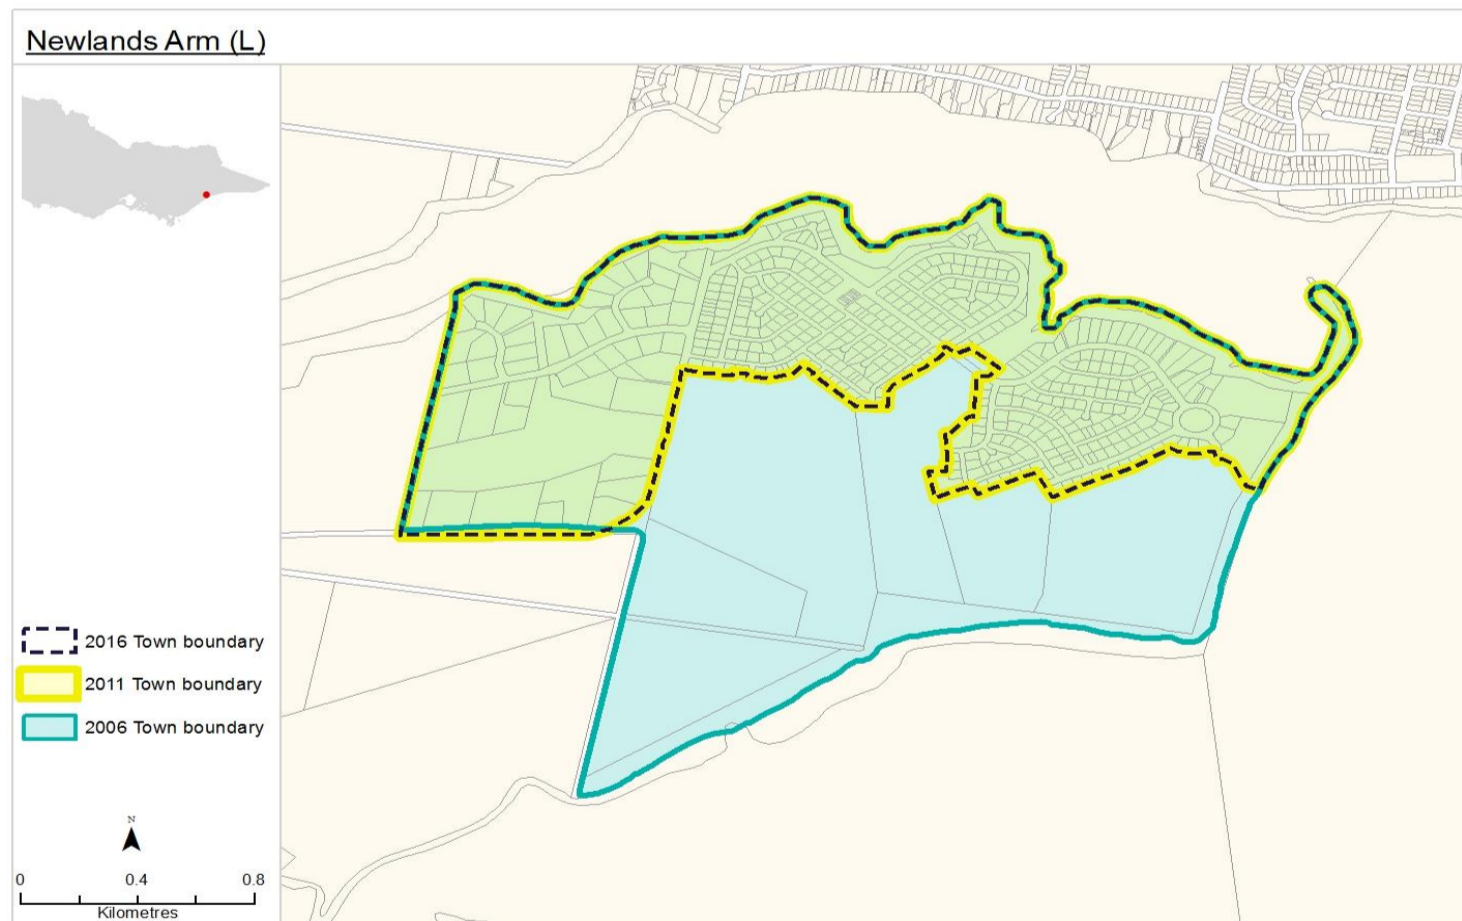 Newlands Arm (L)
2016 Town boundary
2011 Town boundary
2006 Town boundary
N
0 0.4 0.8
Kilometres